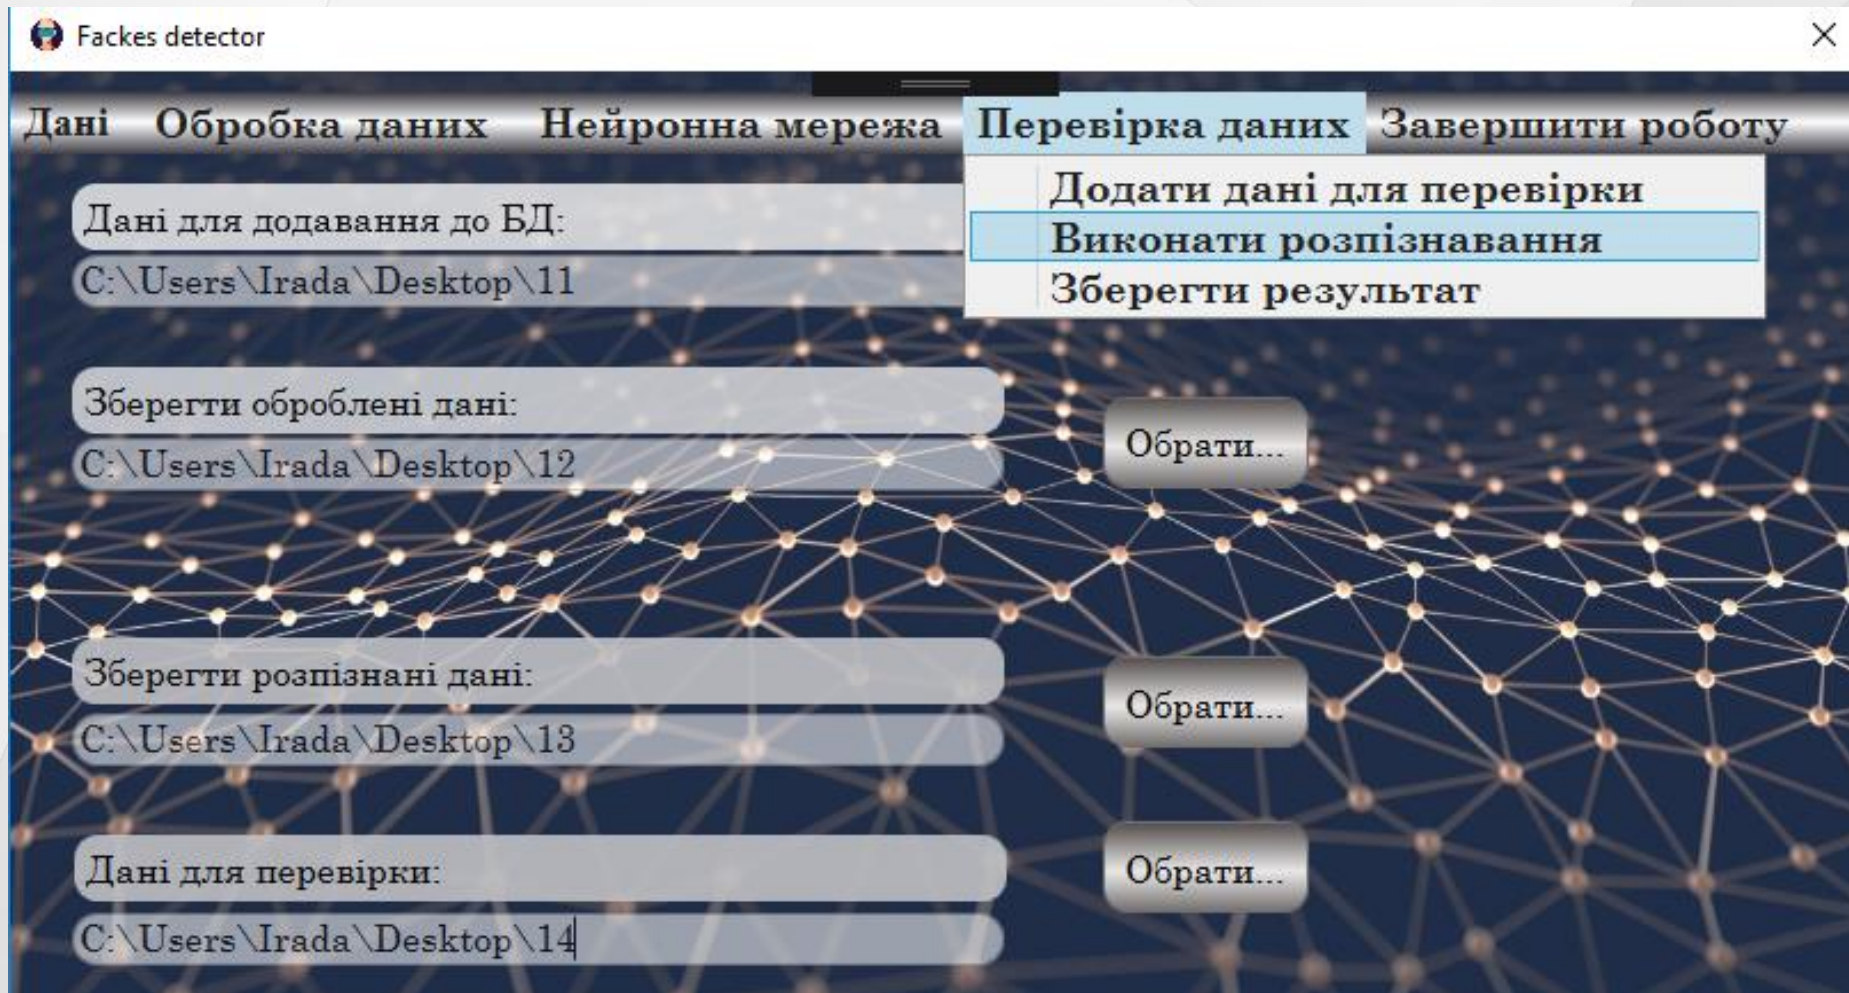 Fackes detector
Дані Обробка даних Нейронна мережа Перевірка даних Завершити роботу
Додати дані для перевірки
Виконати розпізнавання
Зберегти результат
Дані для додавання до БД:
C:\Users\Irada\Desktop\11
Зберегти оброблені дані:
C:\Users\Irada\Desktop\12
Обрати...
Зберегти розпізнані дані:
C:\Users\Irada\Desktop\13
Обрати...
Дані для перевірки:
C:\Users\Irada\Desktop\14
Обрати...